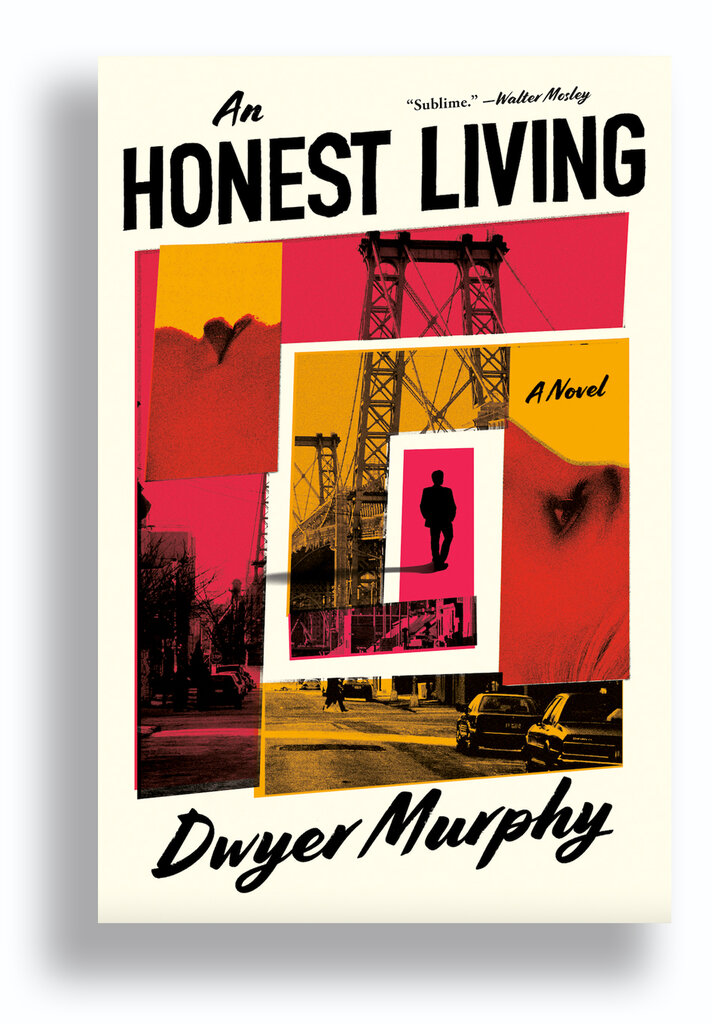 An
“Sublime.” —Walter Mosley
HONEST LIVING
A Novel
Dwyer Murphy